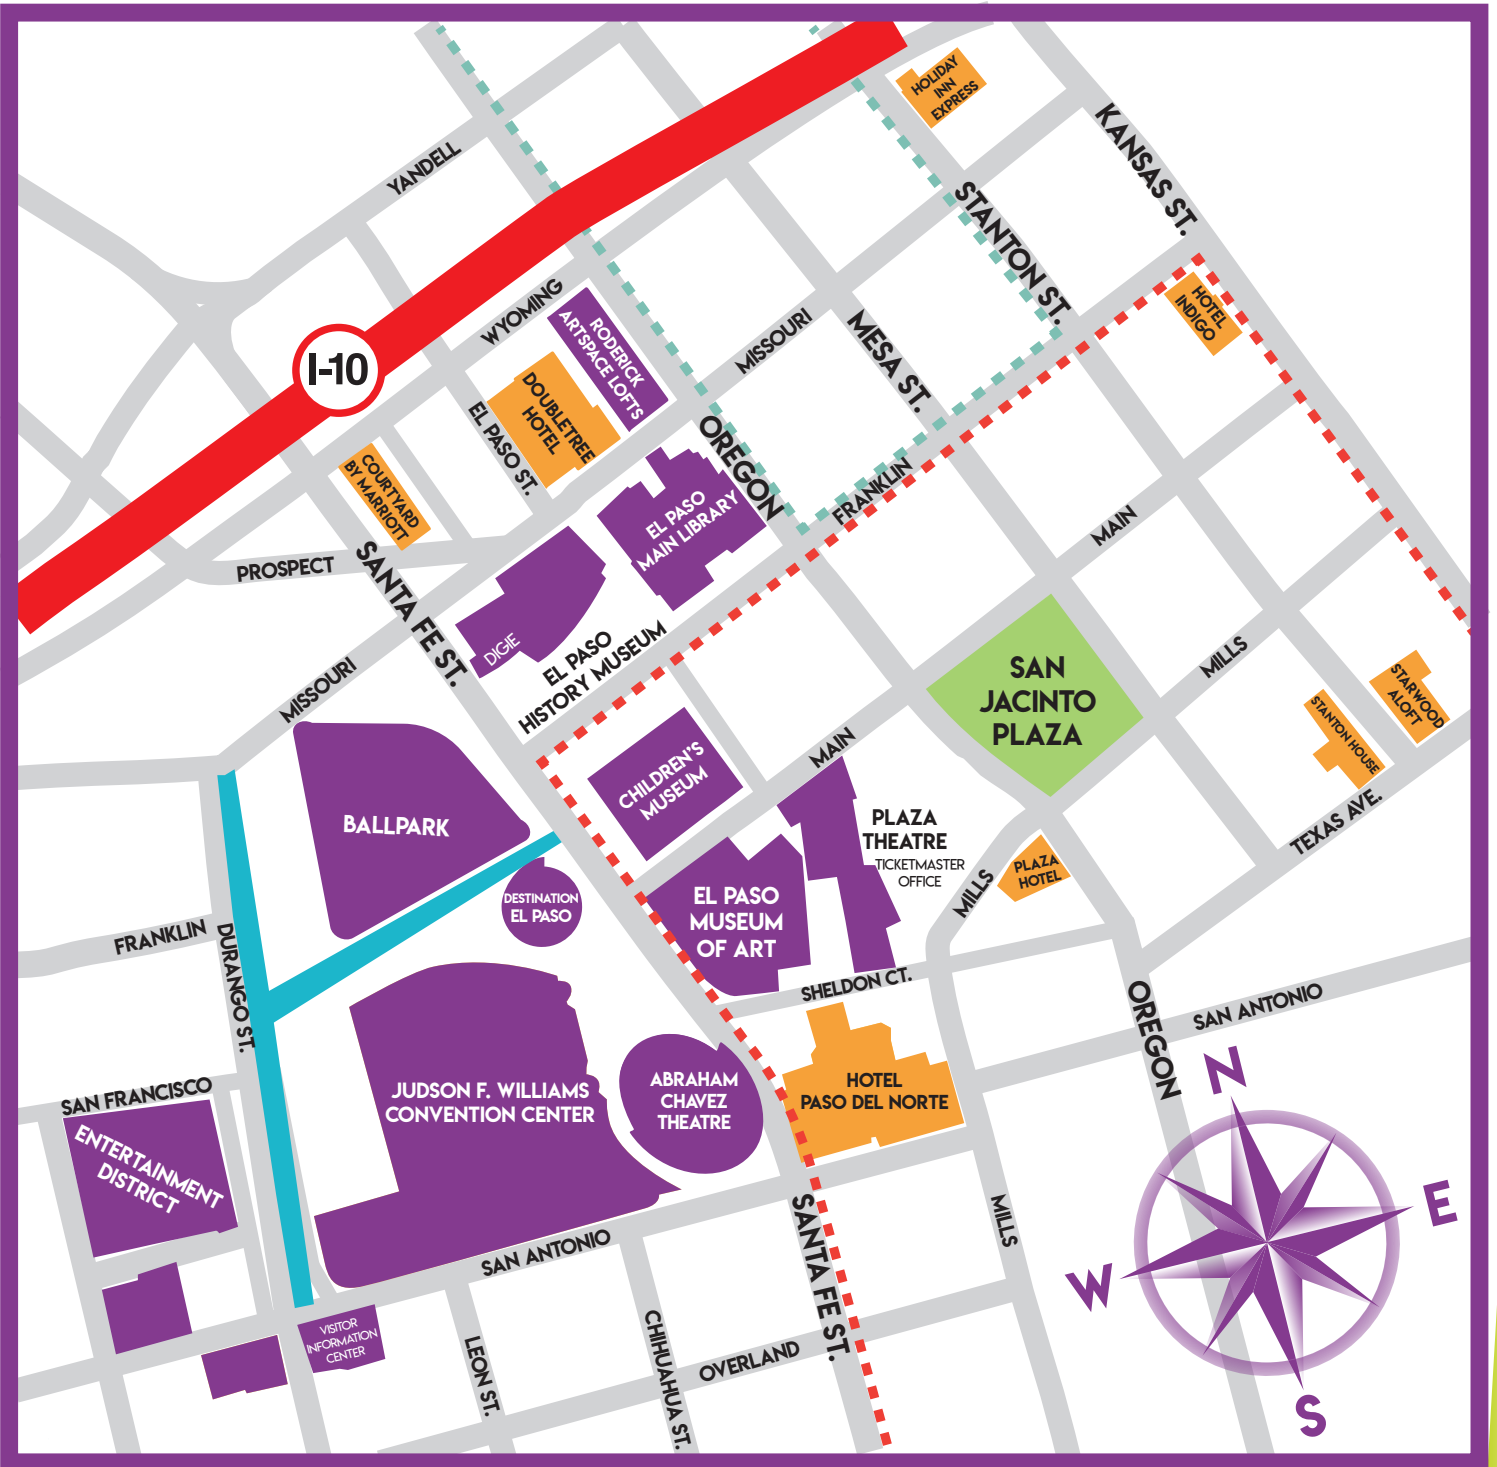 HOLIDAY
INN
EXPRESS
KANSAS ST.
YANDELL
STANTON ST.
WYOMING
HOTEL
INDIGO
RODERICK
ARTSPACE LOFTS
MISSOURI
MESA ST.
I-10
DOUBLETREE
HOTEL
EL PASO ST.
OREGON
COURTYARD
BY MARRIOTT
FRANKLIN
EL PASO
MAIN LIBRARY
MAIN
PROSPECT
SANTA FE ST.
DIGIE
EL PASO
HISTORY MUSEUM
MISSOURI
SAN
JACINTO
PLAZA
MILLS
STARWOOD
ALOFT
STANTON HOUSE
CHILDREN'S
MUSEUM
MAIN
BALLPARK
PLAZA
THEATRE
TICKETMASTER
OFFICE
TEXAS AVE.
PLAZA
HOTEL
MILLS
DESTINATION
EL PASO
EL PASO
MUSEUM
OF ART
FRANKLIN
DURANGO ST.
SHELDON CT.
OREGON
SAN ANTONIO
JUDSON F. WILLIAMS
CONVENTION CENTER
ABRAHAM
CHAVEZ
THEATRE
HOTEL
PASO DEL NORTE
SAN FRANCISCO
ENTERTAINMENT
DISTRICT
N
E
W
S
SAN ANTONIO
SANTA FE ST.
MILLS
VISITOR
INFORMATION
CENTER
LEON ST.
CHIHUAHUA ST.
OVERLAND